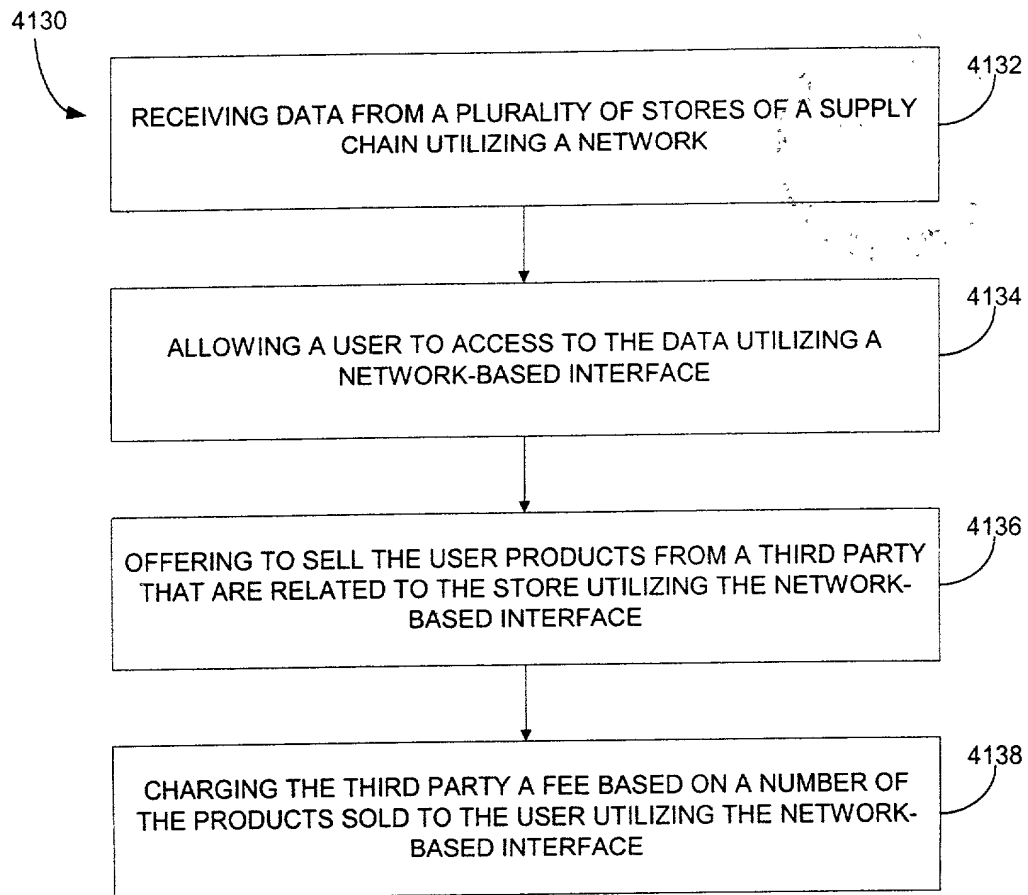 4130
4132
RECEIVING DATA FROM A PLURALITY OF STORES OF A SUPPLY
CHAIN UTILIZING A NETWORK
4134
ALLOWING A USER TO ACCESS TO THE DATA UTILIZING A
NETWORK-BASED INTERFACE
4136
OFFERING TO SELL THE USER PRODUCTS FROM A THIRD PARTY
THAT ARE RELATED TO THE STORE UTILIZING THE NETWORK-
BASED INTERFACE
4138
CHARGING THE THIRD PARTY A FEE BASED ON A NUMBER OF
THE PRODUCTS SOLD TO THE USER UTILIZING THE NETWORK-
BASED INTERFACE